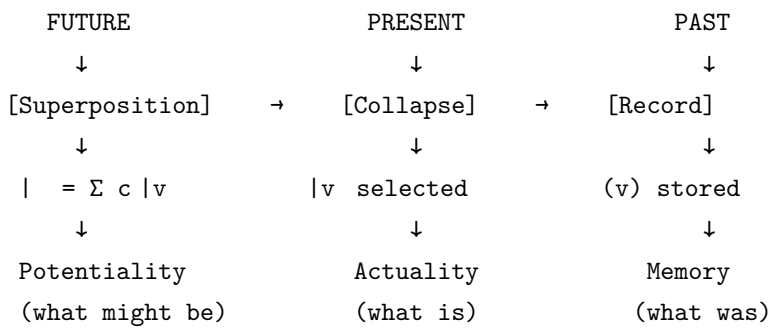 FUTURE PRESENT PAST
↓ ↓ ↓
[Superposition] → [Collapse] → [Record]
↓ ↓ ↓
| = Σ c |v |v selected (v) stored
↓ ↓ ↓
Potentiality Actuality Memory
(what might be) (what is) (what was)